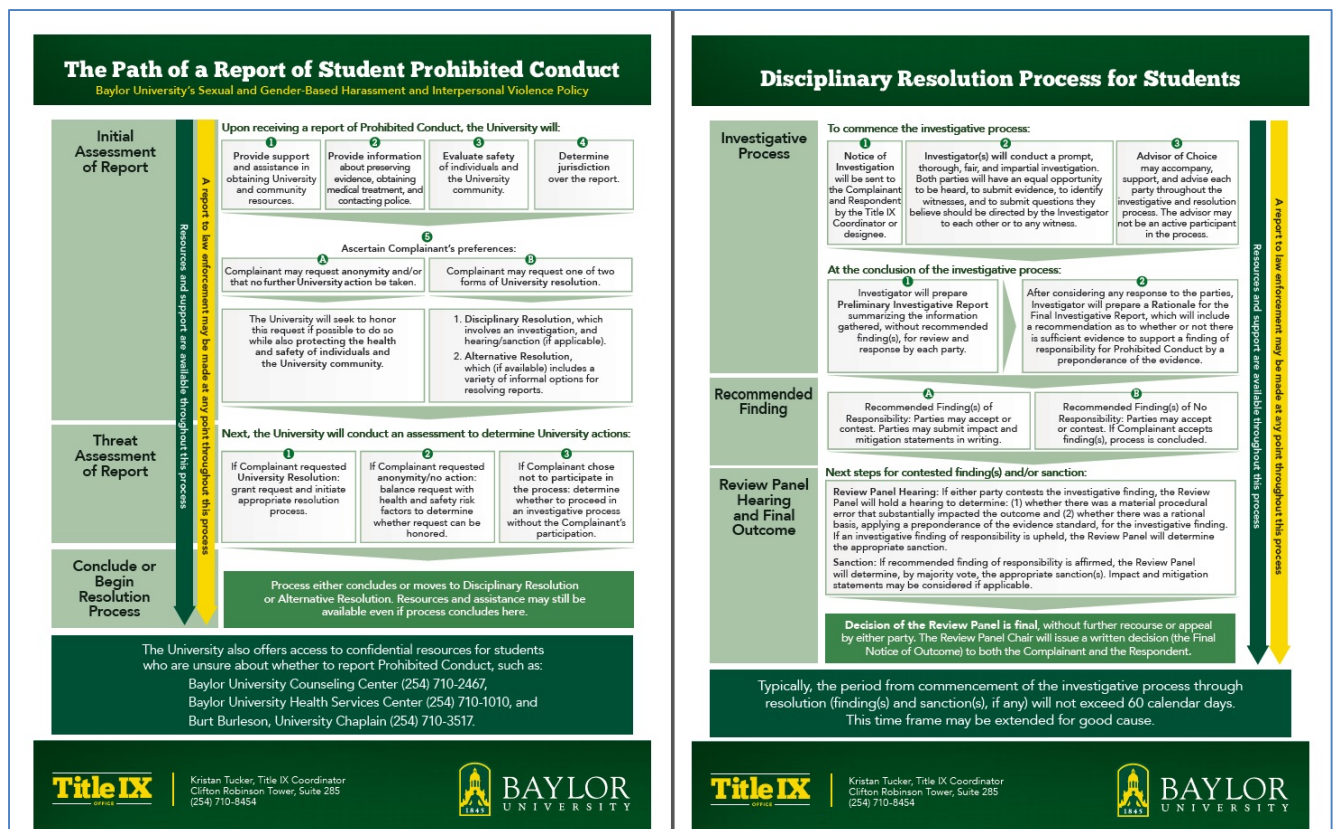 The Path of a Report of Student Prohibited Conduct
Baylor University's Sexual and Gender-Based Harassment and Interpersonal Violence Policy
Initial
Assessment
of Report
Resources and support are available throughout this process
A report to law enforcement may be made at any point throughout this process
Upon receiving a report of Prohibited Conduct, the University will:
1
Provide support
and assistance in
obtaining University
and community
resources.
2
Provide information
about preserving
evidence, obtaining
medical treatment, and
contacting police.
3
Evaluate safety
of individuals and
the University
community.
4
Determine
jurisdiction
over the report.
5
Ascertain Complainant's preferences:
A
Complainant may request anonymity and/or
that no further University action be taken.
B
Complainant may request one of two
forms of University resolution.
The University will seek to honor
this request if possible to do so
while also protecting the health
and safety of individuals and
the University community.
1. Disciplinary Resolution, which
involves an investigation, and
hearing/sanction (if applicable).
2. Alternative Resolution,
which (if available) includes a
variety of informal options for
resolving reports.
Threat
Assessment
of Report
Next, the University will conduct an assessment to determine University actions:
1
If Complainant requested
University Resolution:
grant request and initiate
appropriate resolution
process.
2
If Complainant requested
anonymity/no action:
balance request with
health and safety risk
factors to determine
whether request can be
honored.
3
If Complainant chose
not to participate in
the process: determine
whether to proceed in
an investigative process
without the Complainant's
participation.
Conclude or
Begin
Resolution
Process
Process either concludes or moves to Disciplinary Resolution
or Alternative Resolution. Resources and assistance may still be
available even if process concludes here.
The University also offers access to confidential resources for students
who are unsure about whether to report Prohibited Conduct, such as:
Baylor University Counseling Center (254) 710-2467,
Baylor University Health Services Center (254) 710-1010, and
Burt Burleson, University Chaplain (254) 710-3517.
Title IX
OFFICE
Kristan Tucker, Title IX Coordinator
Clifton Robinson Tower, Suite 285
(254) 710-8454
1845
BAYLOR
UNIVERSITY
Disciplinary Resolution Process for Students
Investigative
Process
To commence the investigative process:
1
Notice of
Investigation
will be sent to
the Complainant
and Respondent
by the Title IX
Coordinator or
designee.
2
Investigator(s) will conduct a prompt,
thorough, fair, and impartial investigation.
Both parties will have an equal opportunity
to be heard, to submit evidence, to identify
witnesses, and to submit questions they
believe should be directed by the Investigator
to each other or to any witness.
3
Advisor of Choice
may accompany,
support, and advise each
party throughout the
investigative and resolution
process. The advisor may
not be an active participant
in the process.
At the conclusion of the investigative process:
1
Investigator will prepare
Preliminary Investigative Report
summarizing the information
gathered, without recommended
finding(s), for review and
response by each party.
2
After considering any response to the parties,
Investigator will prepare a Rationale for the
Final Investigative Report, which will include
a recommendation as to whether or not there
is sufficient evidence to support a finding of
responsibility for Prohibited Conduct by a
preponderance of the evidence.
Recommended
Finding
A
Recommended Finding(s) of
Responsibility: Parties may accept or
contest. Parties may submit impact and
mitigation statements in writing.
B
Recommended Finding(s) of No
Responsibility: Parties may accept
or contest. If Complainant accepts
finding(s), process is concluded.
Review Panel
Hearing
and Final
Outcome
Next steps for contested finding(s) and/or sanction:
Review Panel Hearing: If either party contests the investigative finding, the Review
Panel will hold a hearing to determine: (1) whether there was a material procedural
error that substantially impacted the outcome and (2) whether there was a rational
basis, applying a preponderance of the evidence standard, for the investigative finding.
If an investigative finding of responsibility is upheld, the Review Panel will determine
the appropriate sanction.
Sanction: If recommended finding of responsibility is affirmed, the Review Panel
will determine, by majority vote, the appropriate sanction(s). Impact and mitigation
statements may be considered if applicable.
Decision of the Review Panel is final, without further recourse or appeal
by either party. The Review Panel Chair will issue a written decision (the Final
Notice of Outcome) to both the Complainant and the Respondent.
Resources and support are available throughout this process
A report to law enforcement may be made at any point throughout this process
Typically, the period from commencement of the investigative process through
resolution (finding(s) and sanction(s), if any) will not exceed 60 calendar days.
This time frame may be extended for good cause.
Title IX
OFFICE
Kristan Tucker, Title IX Coordinator
Clifton Robinson Tower, Suite 285
(254) 710-8454
1845
BAYLOR
UNIVERSITY